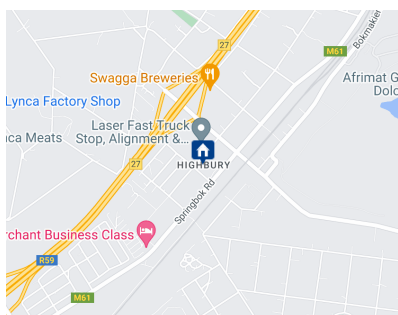 27
M61
Bokmakier
Swagga Breweries
Afrimat G
Dolo
Lynca Factory Shop
nca Meats
Laser Fast Truck
Stop, Alignment &...
27
HIGHBURY
Springbok Rd
rchant Business Class
R59
M61